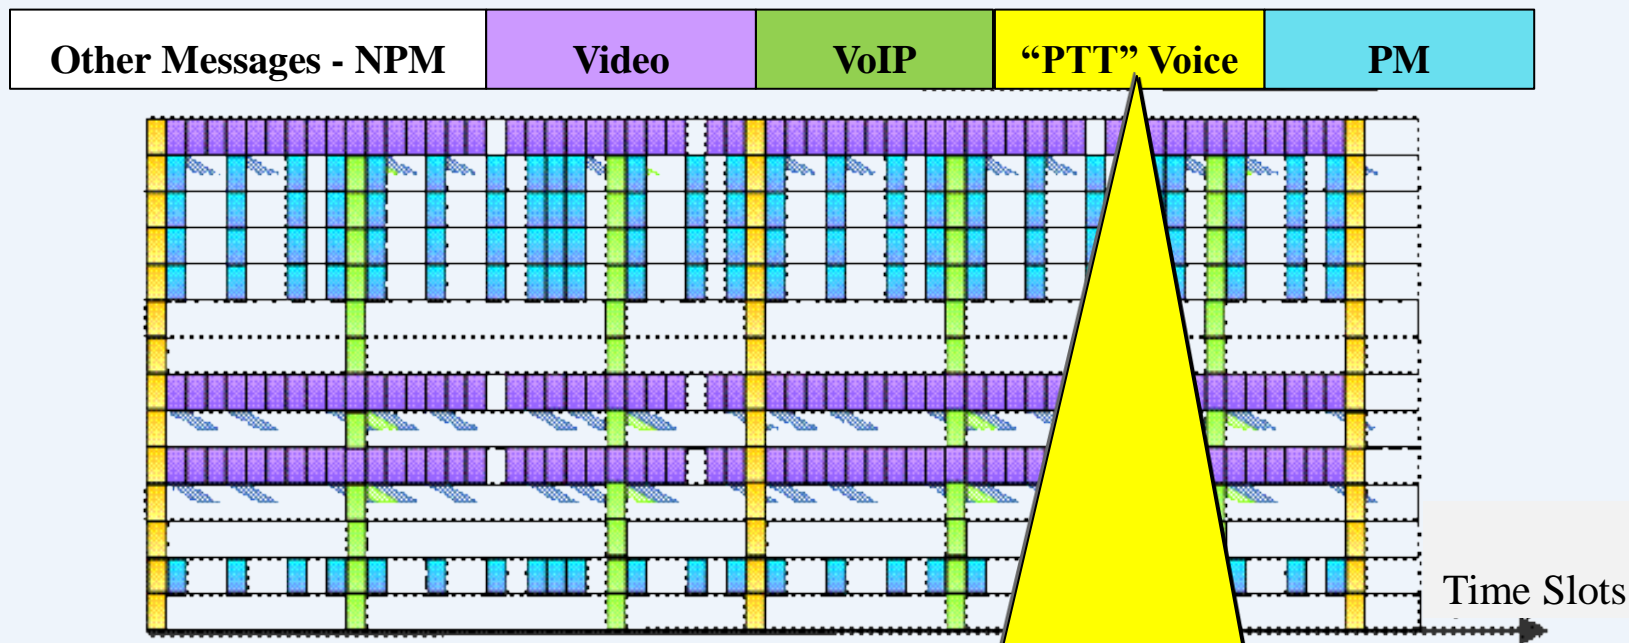 Other Messages - NPM
Video
VoIP
“PTT” Voice
PM
Time Slots